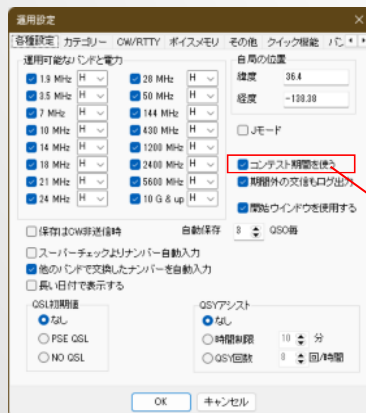 運用設定
各種設定 カテゴリー CW/RTTY ボイスメモリ その他 クイック機能
運用可能なバンドと電力
1.9 MHz H 28 MHz H
3.5 MHz H 50 MHz H
7 MHz H 144 MHz H
10 MHz H 430 MHz H
14 MHz H 1200 MHz H
18 MHz H 2400 MHz H
21 MHz H 5600 MHz H
24 MHz H 10 G & up H
自局の位置
緯度 36.4
経度 -138.38
Jモード
コンテスト期間を使う
期間外の交信もログ出力
開始ウインドウを使用する
保存はCW非送信時 自動保存 8 QSO毎
スーパーチェックよりナンバー自動入力
他のバンドで交換したナンバーを自動入力
長い日付で表示する
QSL初期値
なし
PSE QSL
NO QSL
QSYアシスト
なし
時間制限 10 分
QSY回数 8 回/時間
OK キャンセル